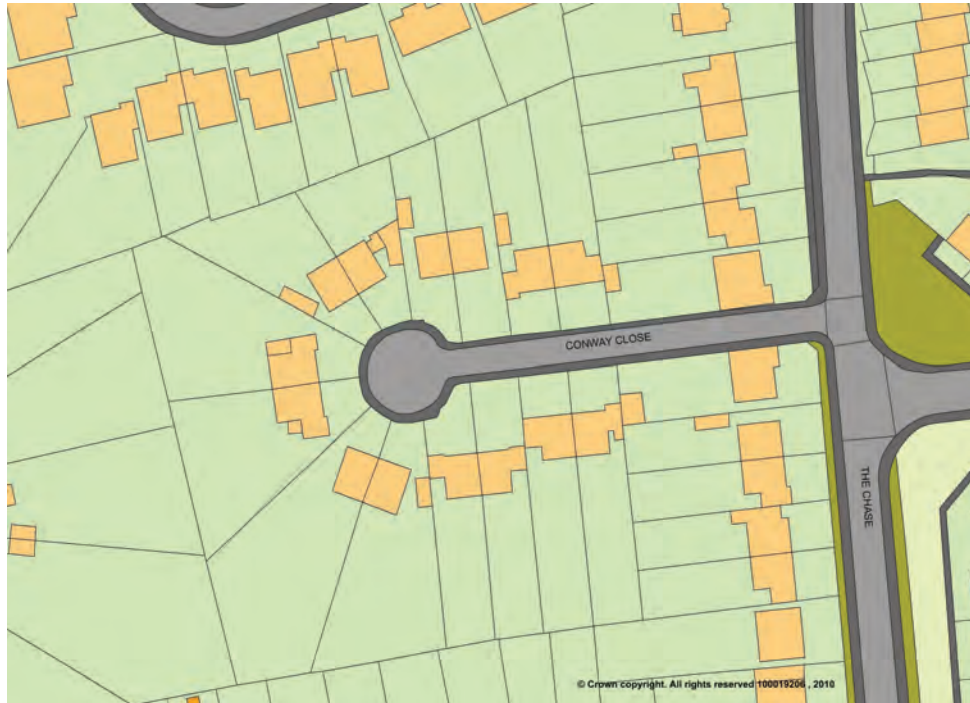 CONWAY CLOSE
THE CHASE
© Crown copyright. All rights reserved 100019206 , 2010